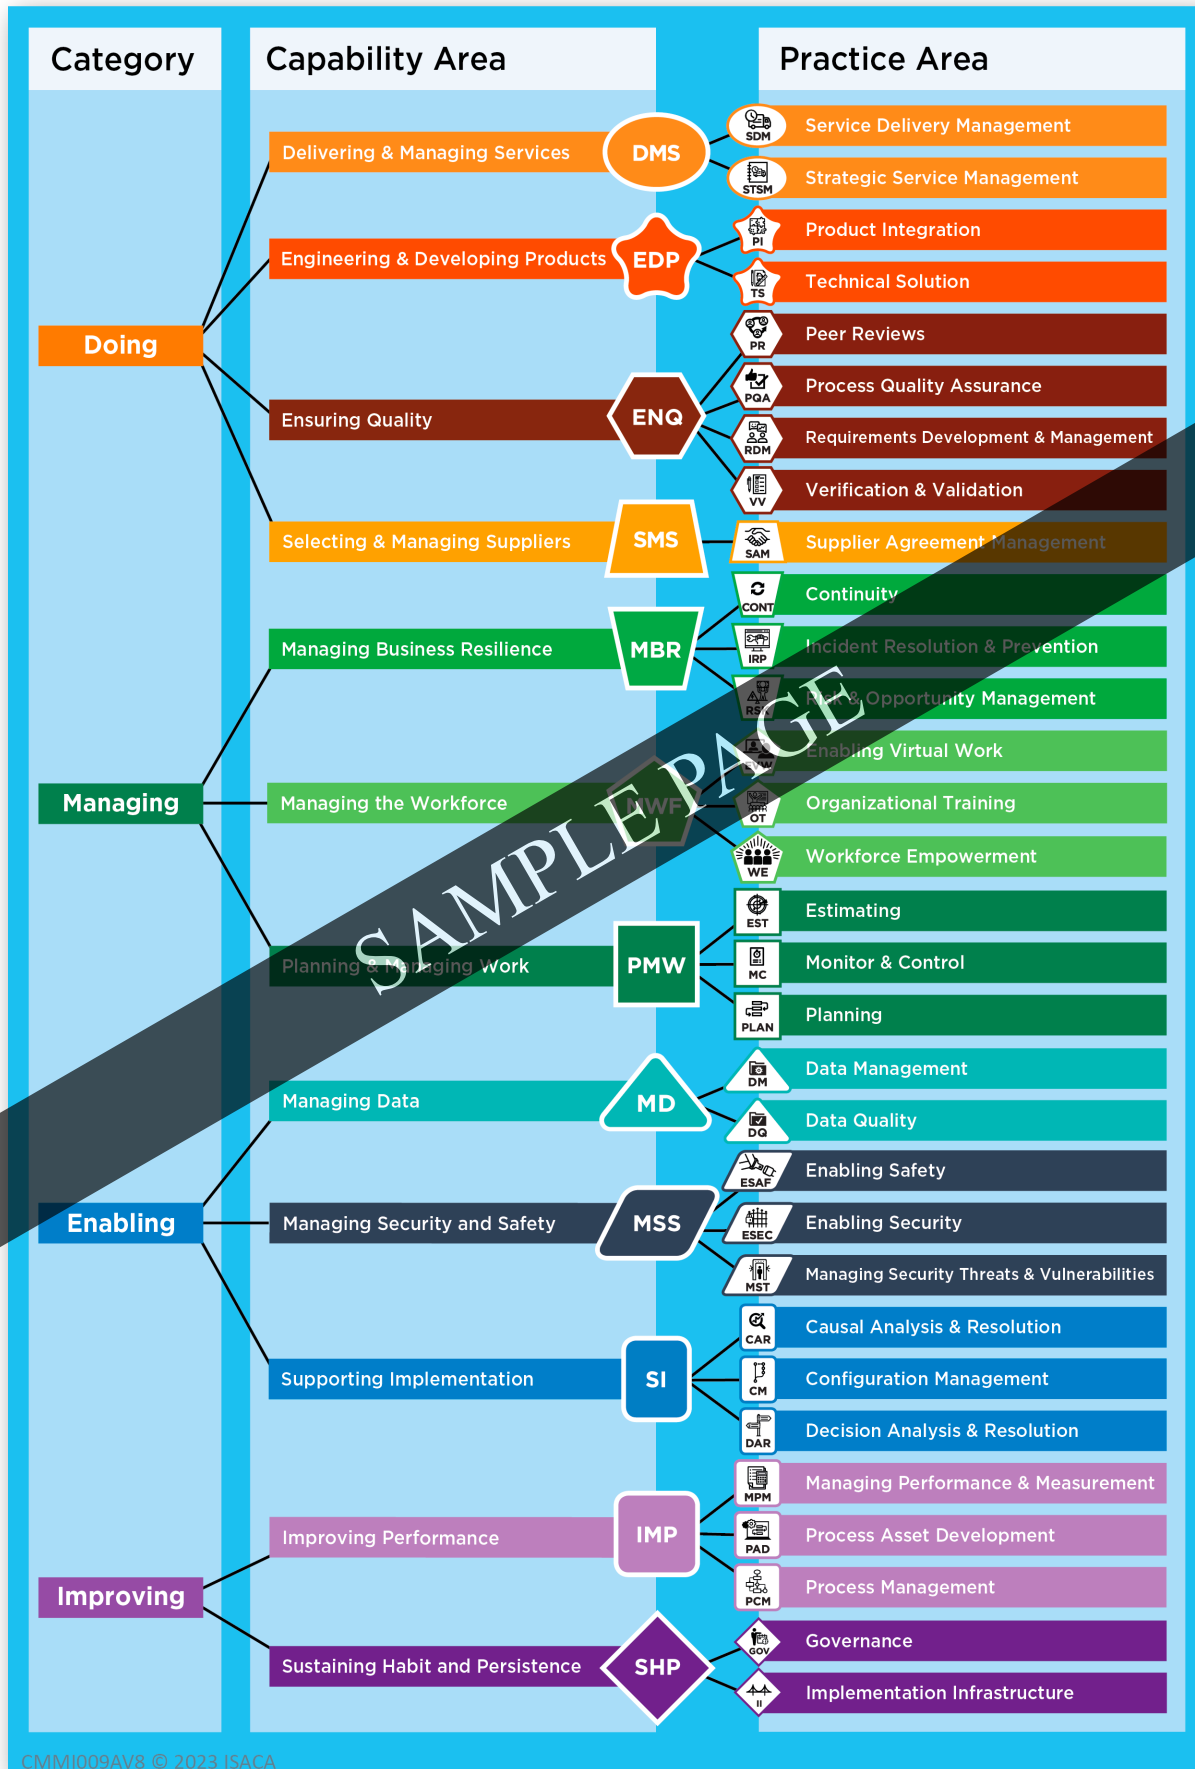 Category
Capability Area
Practice Area
Doing
Delivering & Managing Services
DMS
SDM
Service Delivery Management
STSM
Strategic Service Management
Engineering & Developing Products
EDP
PI
Product Integration
TS
Technical Solution
Ensuring Quality
ENQ
PR
Peer Reviews
PQA
Process Quality Assurance
RDM
Requirements Development & Management
VV
Verification & Validation
Selecting & Managing Suppliers
SMS
SAM
Supplier Agreement Management
Managing
Managing Business Resilience
MBR
CONT
Continuity
IRP
Incident Resolution & Prevention
RSK
Risk & Opportunity Management
Managing the Workforce
MWF
EVW
Enabling Virtual Work
OT
Organizational Training
WE
Workforce Empowerment
Planning & Managing Work
PMW
EST
Estimating
MC
Monitor & Control
PLAN
Planning
SAMPLE PAGE
Enabling
Managing Data
MD
DM
Data Management
DQ
Data Quality
Managing Security and Safety
MSS
ESAF
Enabling Safety
ESEC
Enabling Security
MST
Managing Security Threats & Vulnerabilities
Supporting Implementation
SI
CAR
Causal Analysis & Resolution
CM
Configuration Management
DAR
Decision Analysis & Resolution
Improving
Improving Performance
IMP
MPM
Managing Performance & Measurement
PAD
Process Asset Development
PCM
Process Management
Sustaining Habit and Persistence
SHP
GOV
Governance
II
Implementation Infrastructure
CMMI009AV8 © 2023 ISACA